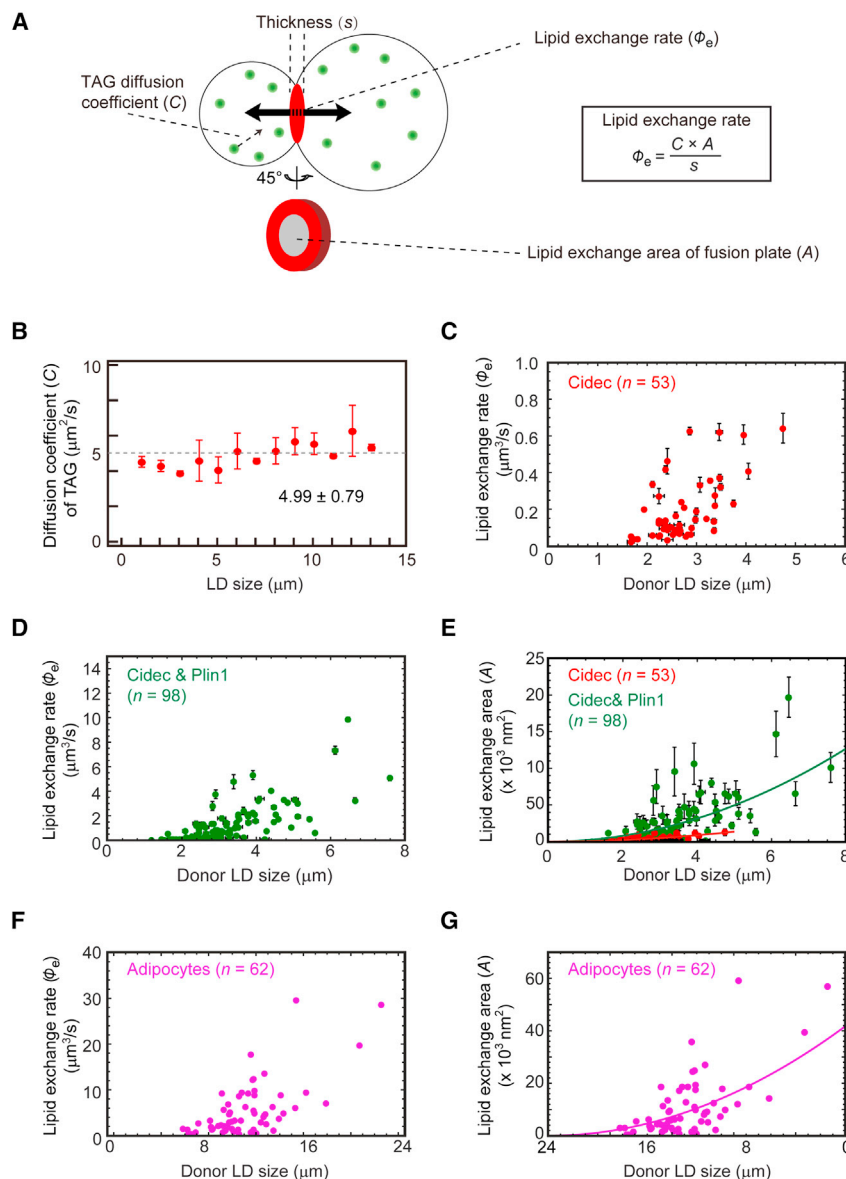 A
Thickness (s)
Lipid exchange rate (Φe)
TAG diffusion
coefficient (C)
Lipid exchange rate
Φe = C × A
s
45°
Lipid exchange area of fusion plate (A)
B
Diffusion coefficient (C)
of TAG (μm²/s)
10
5
0
4.99 ± 0.79
0 5 10 15
LD size (μm)
C
Lipid exchange rate (Φe)
(μm³/s)
1.0
0.8
0.6
0.4
0.2
0
Cidec (n = 53)
0 1 2 3 4 5 6
Donor LD size (μm)
D
Lipid exchange rate (Φe)
(μm³/s)
14
12
10
8
6
4
2
0
Cidec & Plin1
(n = 98)
0 2 4 6 8
Donor LD size (μm)
E
Lipid exchange area (A)
(x 10³ nm²)
25
20
15
10
50
0
Cidec (n = 53)
Cidec& Plin1
(n = 98)
0 2 4 6 8
Donor LD size (μm)
F
Lipid exchange rate (Φe)
(μm³/s)
40
30
20
10
0
Adipocytes (n = 62)
0 8 16 24
Donor LD size (μm)
G
Lipid exchange area (A)
(x 10³ nm²)
60
40
20
0
Adipocytes (n = 62)
24 16 8 0
Donor LD size (μm)